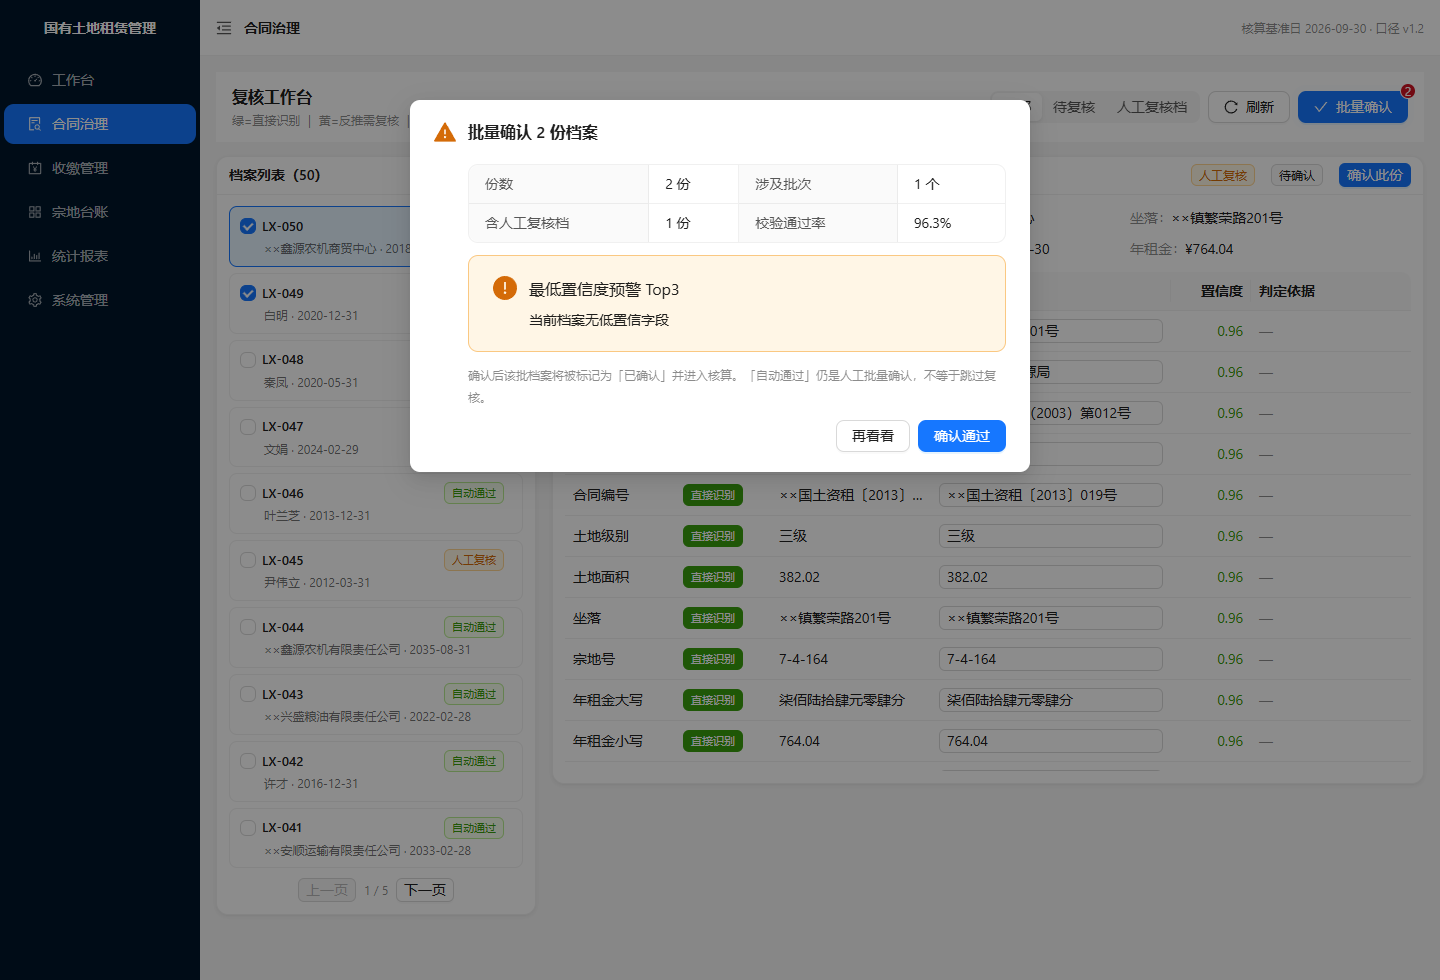 国有土地租赁管理
工作台
合同治理
收缴管理
宗地台账
统计报表
系统管理
合同治理
核算基准日 2026-09-30 · 口径 v1.2
复核工作台
绿=直接识别 | 黄=反推需复核 |
待复核
人工复核档
刷新
批量确认
2
档案列表（50）
LX-050
××鑫源农机商贸中心 · 2018
LX-049
白明 · 2020-12-31
LX-048
秦凤 · 2020-05-31
LX-047
文娟 · 2024-02-29
LX-046
自动通过
叶兰芝 · 2013-12-31
LX-045
人工复核
尹伟立 · 2012-03-31
LX-044
自动通过
××鑫源农机有限责任公司 · 2035-08-31
LX-043
自动通过
××兴盛粮油有限责任公司 · 2022-02-28
LX-042
自动通过
许才 · 2016-12-31
LX-041
自动通过
××安顺运输有限责任公司 · 2033-02-28
上一页
1 / 5
下一页
人工复核
待确认
确认此份
坐落：××镇繁荣路201号
-30
年租金：¥764.04
置信度
判定依据
01号
0.96 —
局
0.96 —
（2003）第012号
0.96 —
0.96 —
合同编号 直接识别 ××国土资租〔2013〕... ××国土资租〔2013〕019号 0.96 —
土地级别 直接识别 三级 三级 0.96 —
土地面积 直接识别 382.02 382.02 0.96 —
坐落 直接识别 ××镇繁荣路201号 ××镇繁荣路201号 0.96 —
宗地号 直接识别 7-4-164 7-4-164 0.96 —
年租金大写 直接识别 柒佰陆拾肆元零肆分 柒佰陆拾肆元零肆分 0.96 —
年租金小写 直接识别 764.04 764.04 0.96 —
批量确认 2 份档案
份数 2 份 涉及批次 1 个
含人工复核档 1 份 校验通过率 96.3%
最低置信度预警 Top3
当前档案无低置信字段
确认后该批档案将被标记为「已确认」并进入核算。「自动通过」仍是人工批量确认，不等于跳过复
核。
再看看
确认通过